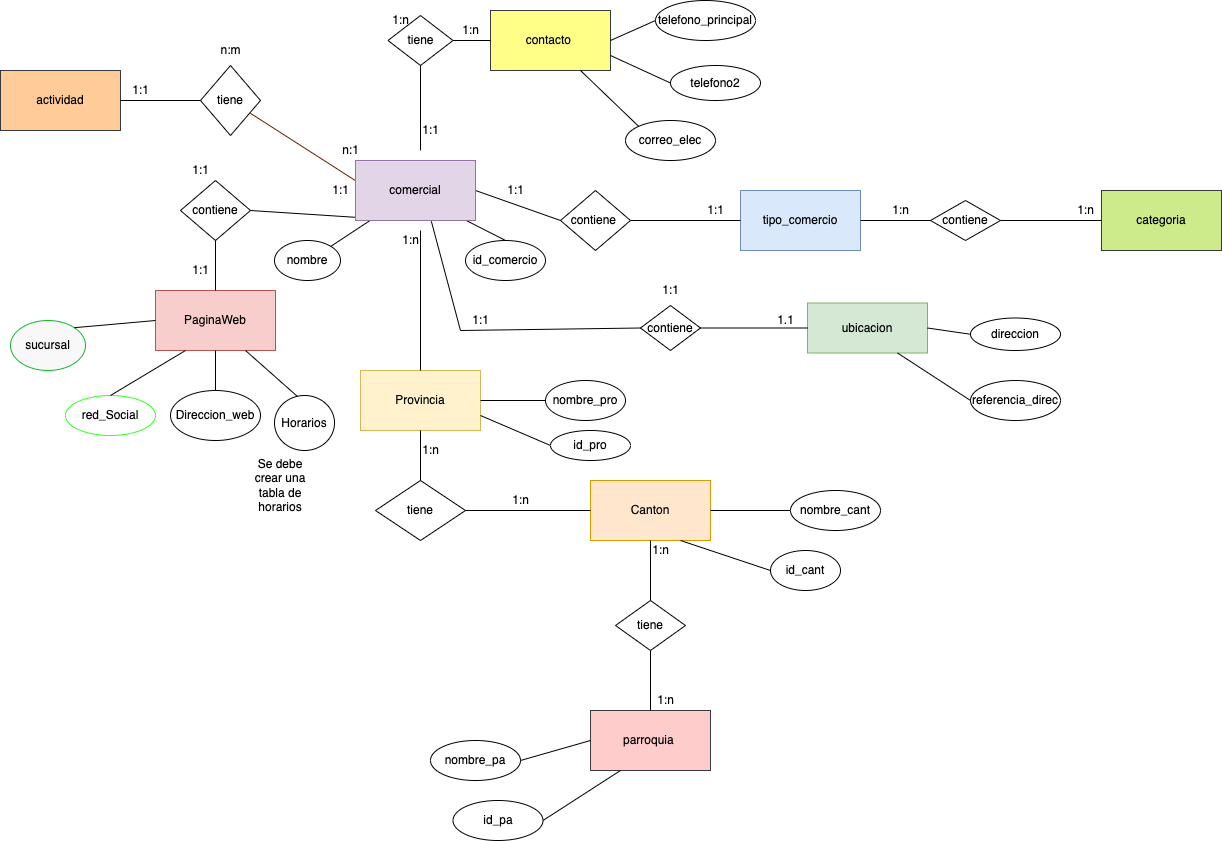 1:n
tiene
1:n
contacto
telefono_principal
telefono2
correo_elec
n:m
actividad
1:1
tiene
1:1
n:1
1:1
contiene
1:1
comercial
1:1
contiene
1:1
tipo_comercio
1:n
contiene
1:n
categoria
nombre
1:n
id_comercio
1:1
PaginaWeb
sucursal
red_Social
Direccion_web
Horarios
Se debe
crear una
tabla de
horarios
1:1
1:1
contiene
1.1
ubicacion
direccion
referencia_direc
Provincia
nombre_pro
id_pro
1:n
tiene
1:n
Canton
nombre_cant
id_cant
1:n
tiene
1:n
parroquia
nombre_pa
id_pa